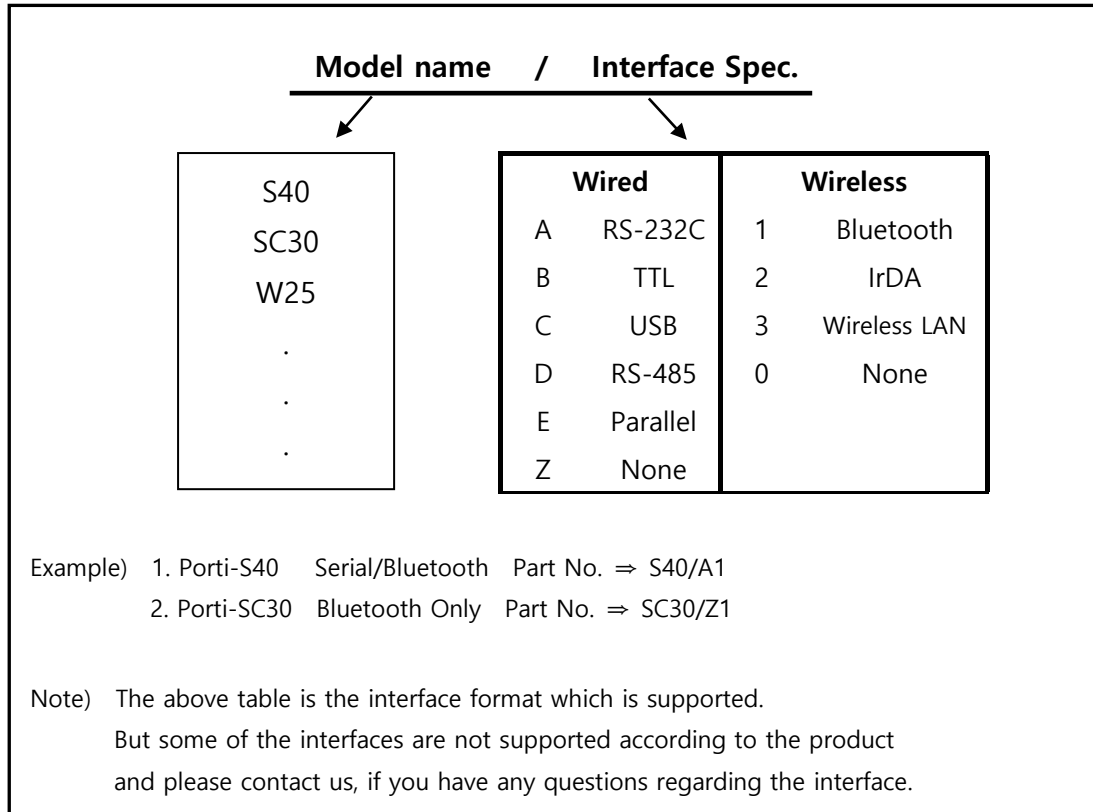 Model name / Interface Spec.
S40
SC30
W25
.
.
.
Wired Wireless
A RS-232C 1 Bluetooth
B TTL 2 IrDA
C USB 3 Wireless LAN
D RS-485 0 None
E Parallel
Z None
Example) 1. Porti-S40 Serial/Bluetooth Part No. ⇒ S40/A1
2. Porti-SC30 Bluetooth Only Part No. ⇒ SC30/Z1
Note) The above table is the interface format which is supported.
But some of the interfaces are not supported according to the product
and please contact us, if you have any questions regarding the interface.